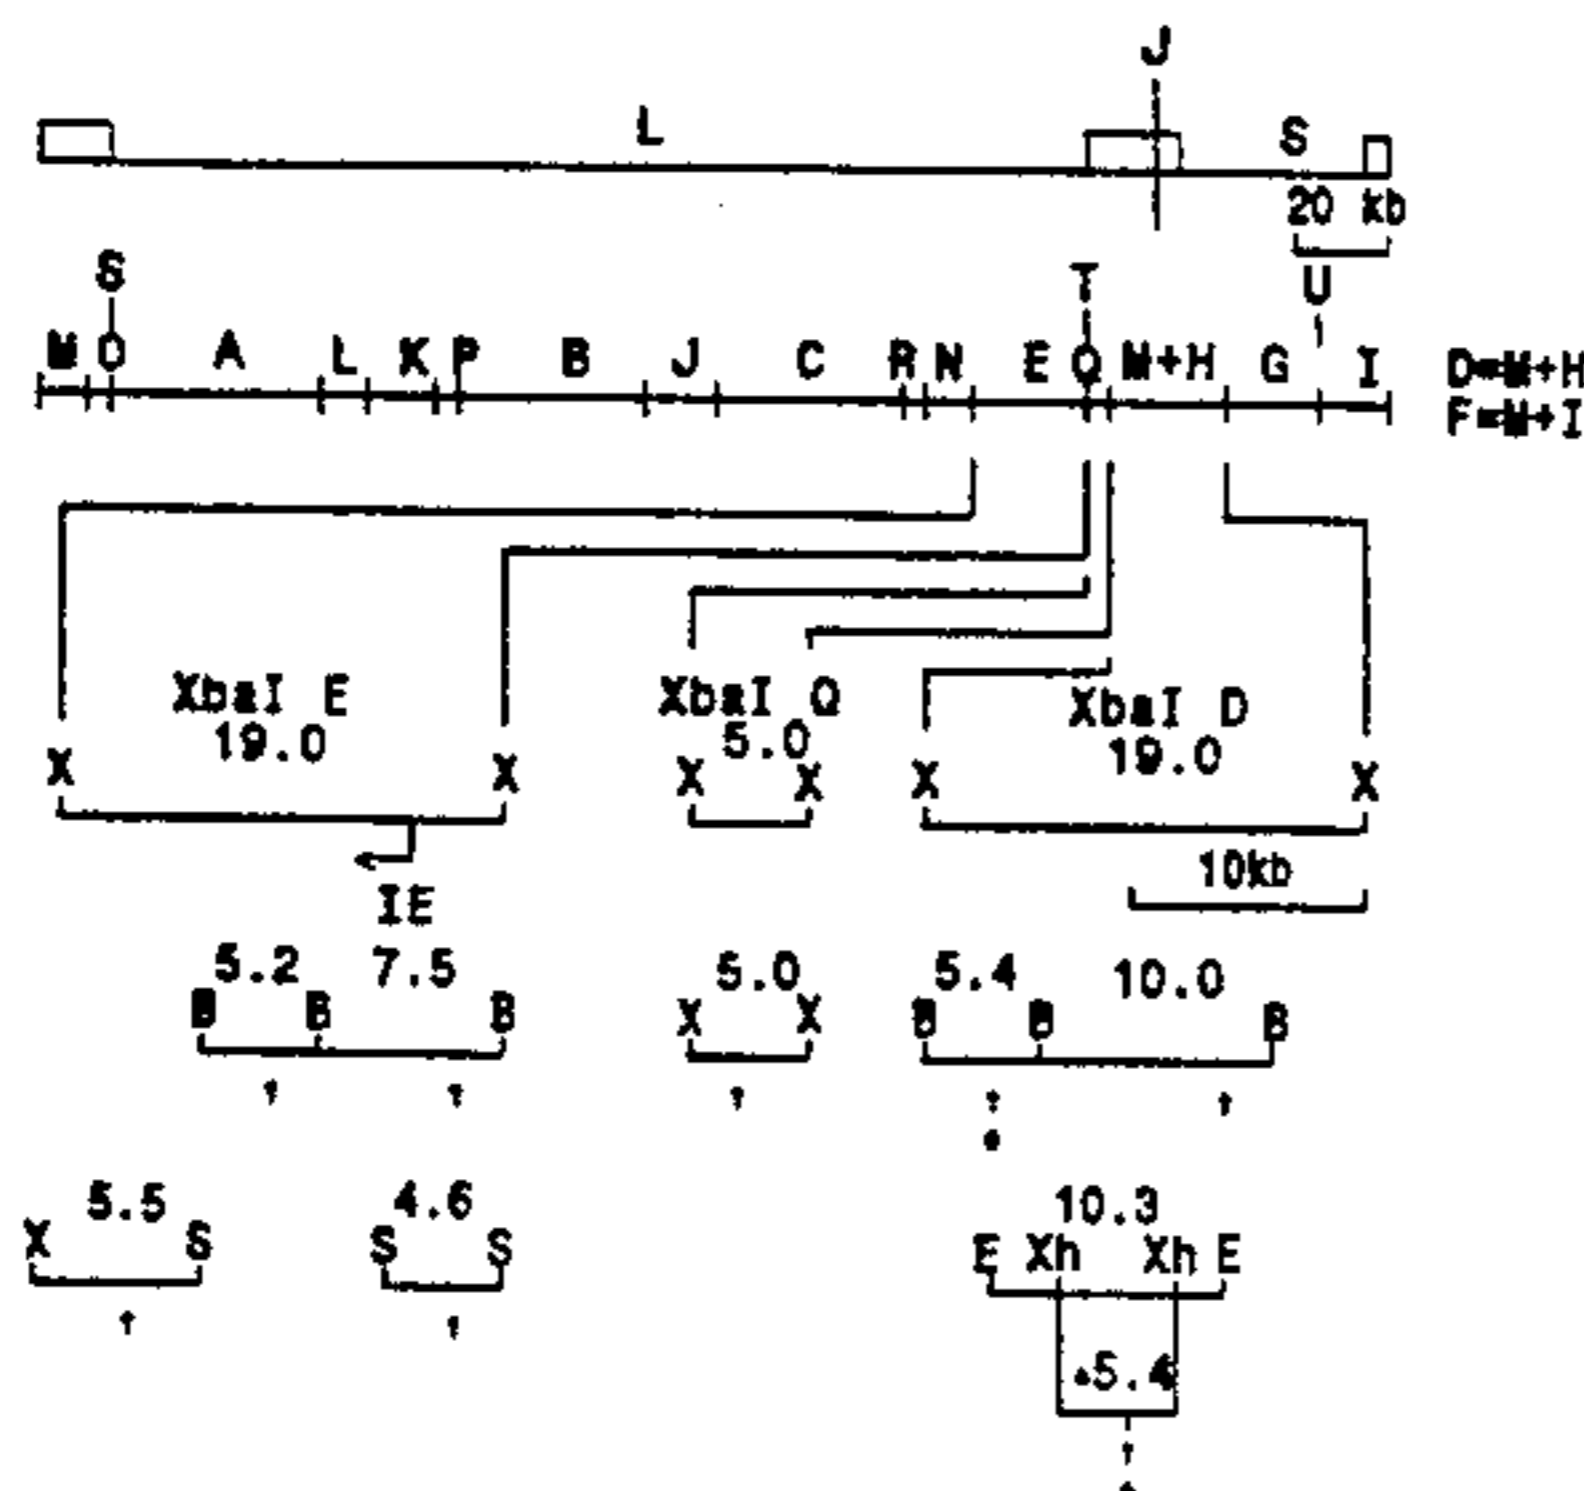 J
L
S
20 kb
S
T
U
M O A L K P B J C R N E Q M+H G I D=M+H
F=M+I
XbaI E
19.0
X X
XbaI Q
5.0
X X
XbaI D
19.0
X X
10kb
IE
5.2 7.5
B B B
5.0
X X
5.4 10.0
B B B
5.5
X S
4.6
S S
10.3
E Xh Xh E
5.4